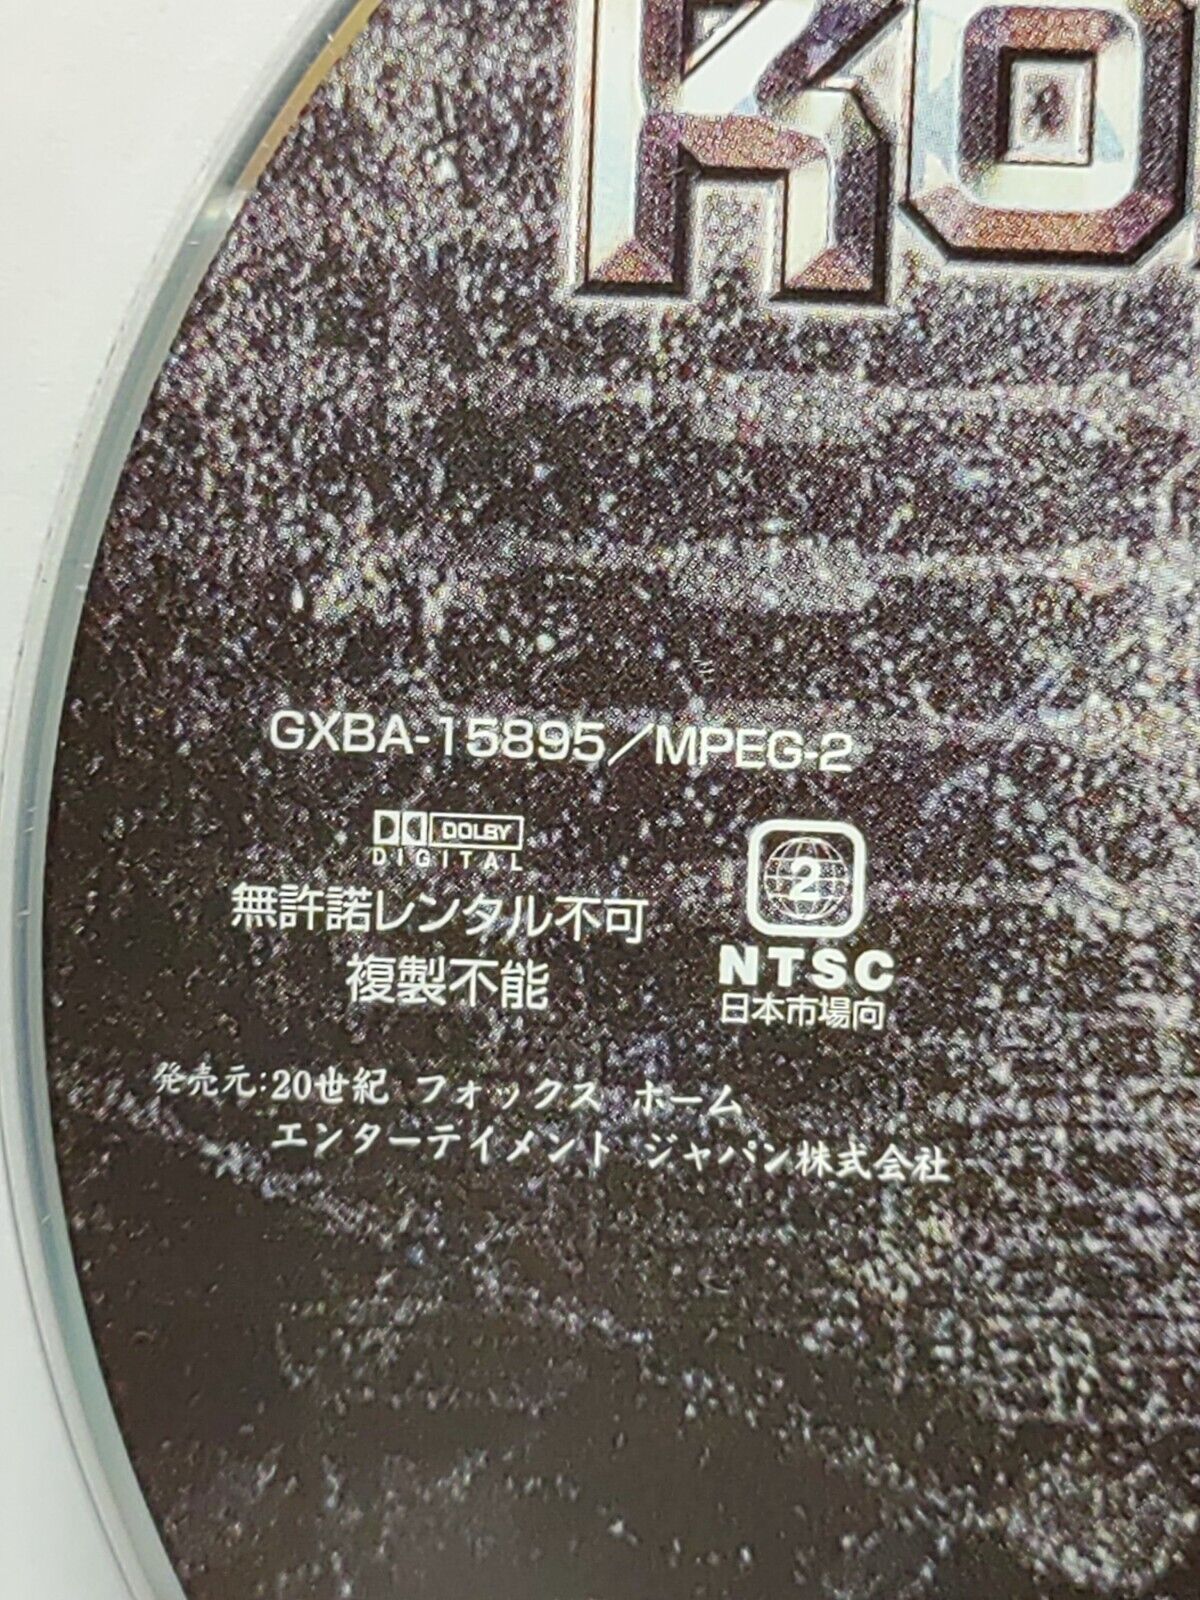 Ko
GXBA-15895/MPEG-2
DOLBY
DIGITAL
2
無許諾レンタル不可
NTSC
複製不能
日本市場向
発売元:20世紀 フォックス ホーム
エンターテイメント ジャパン株式会社